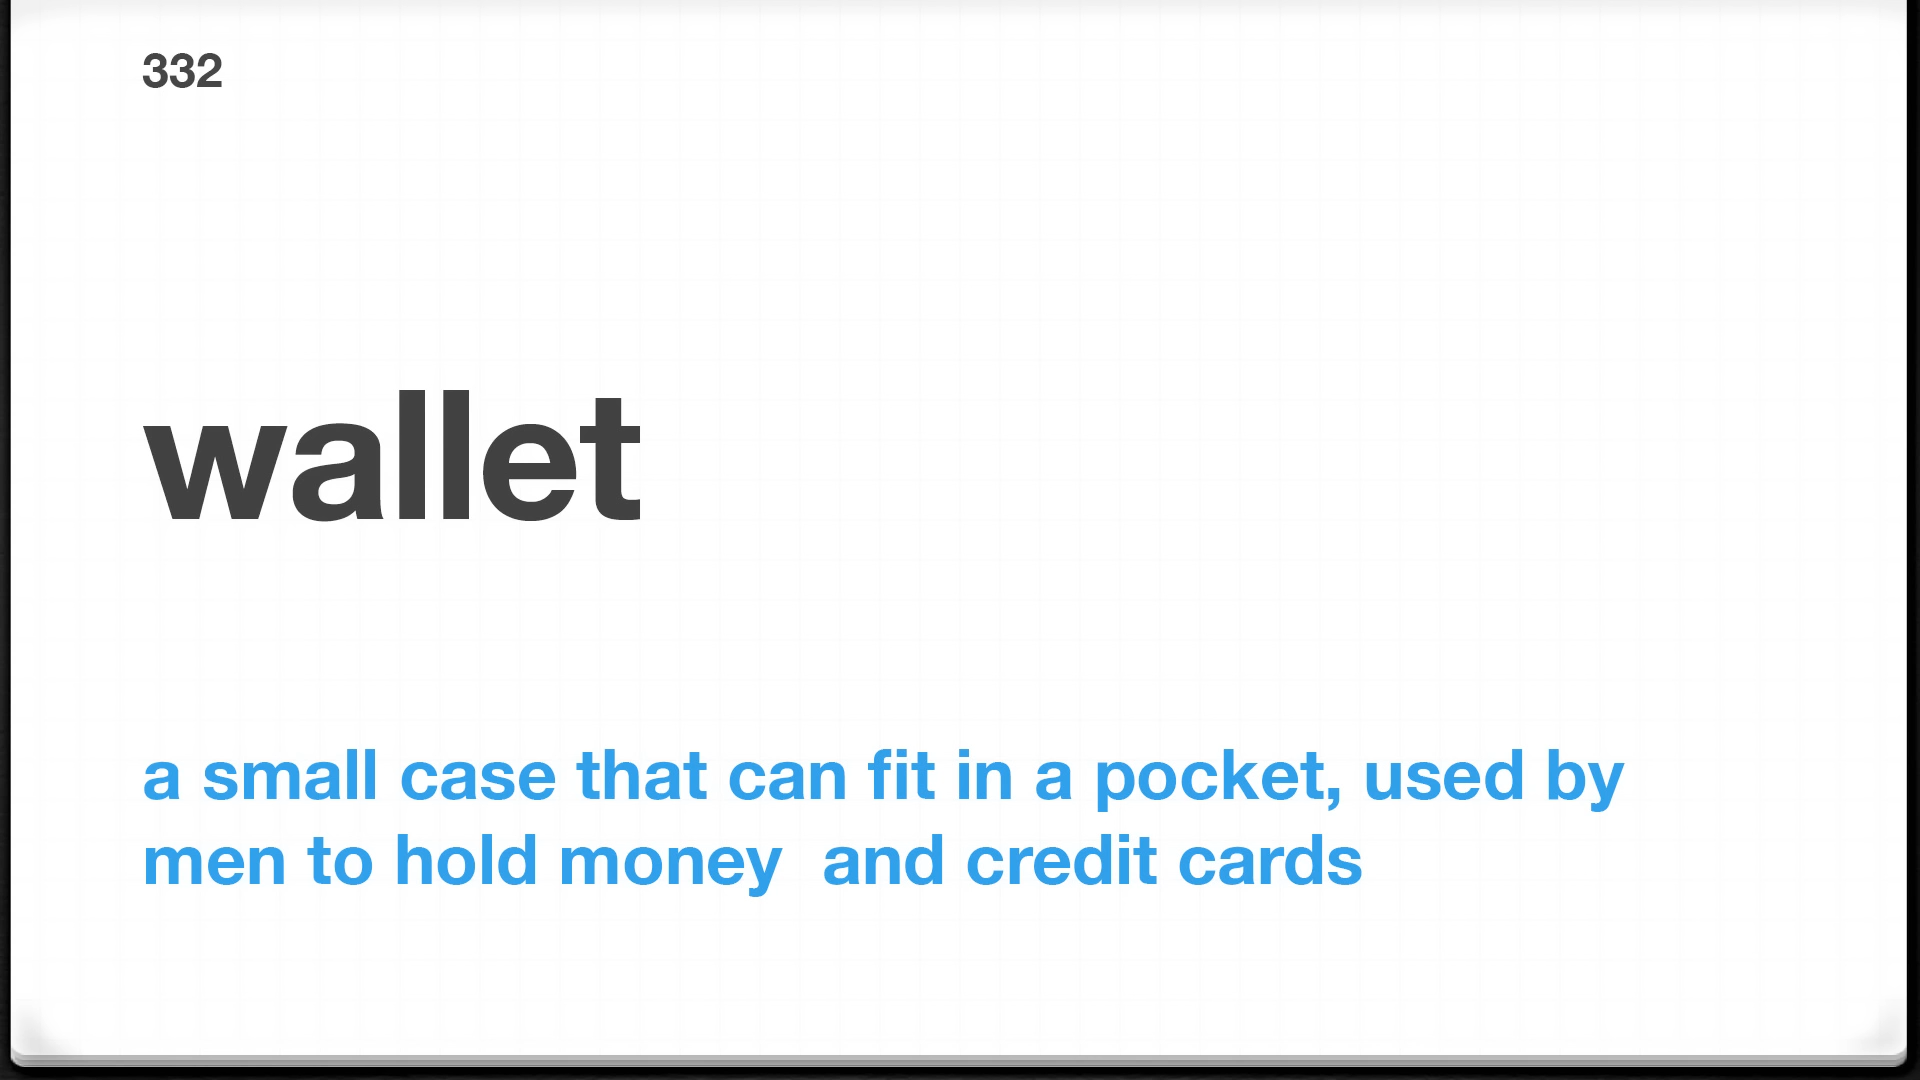 332
wallet
a small case that can fit in a pocket, used by
men to hold money  and credit cards